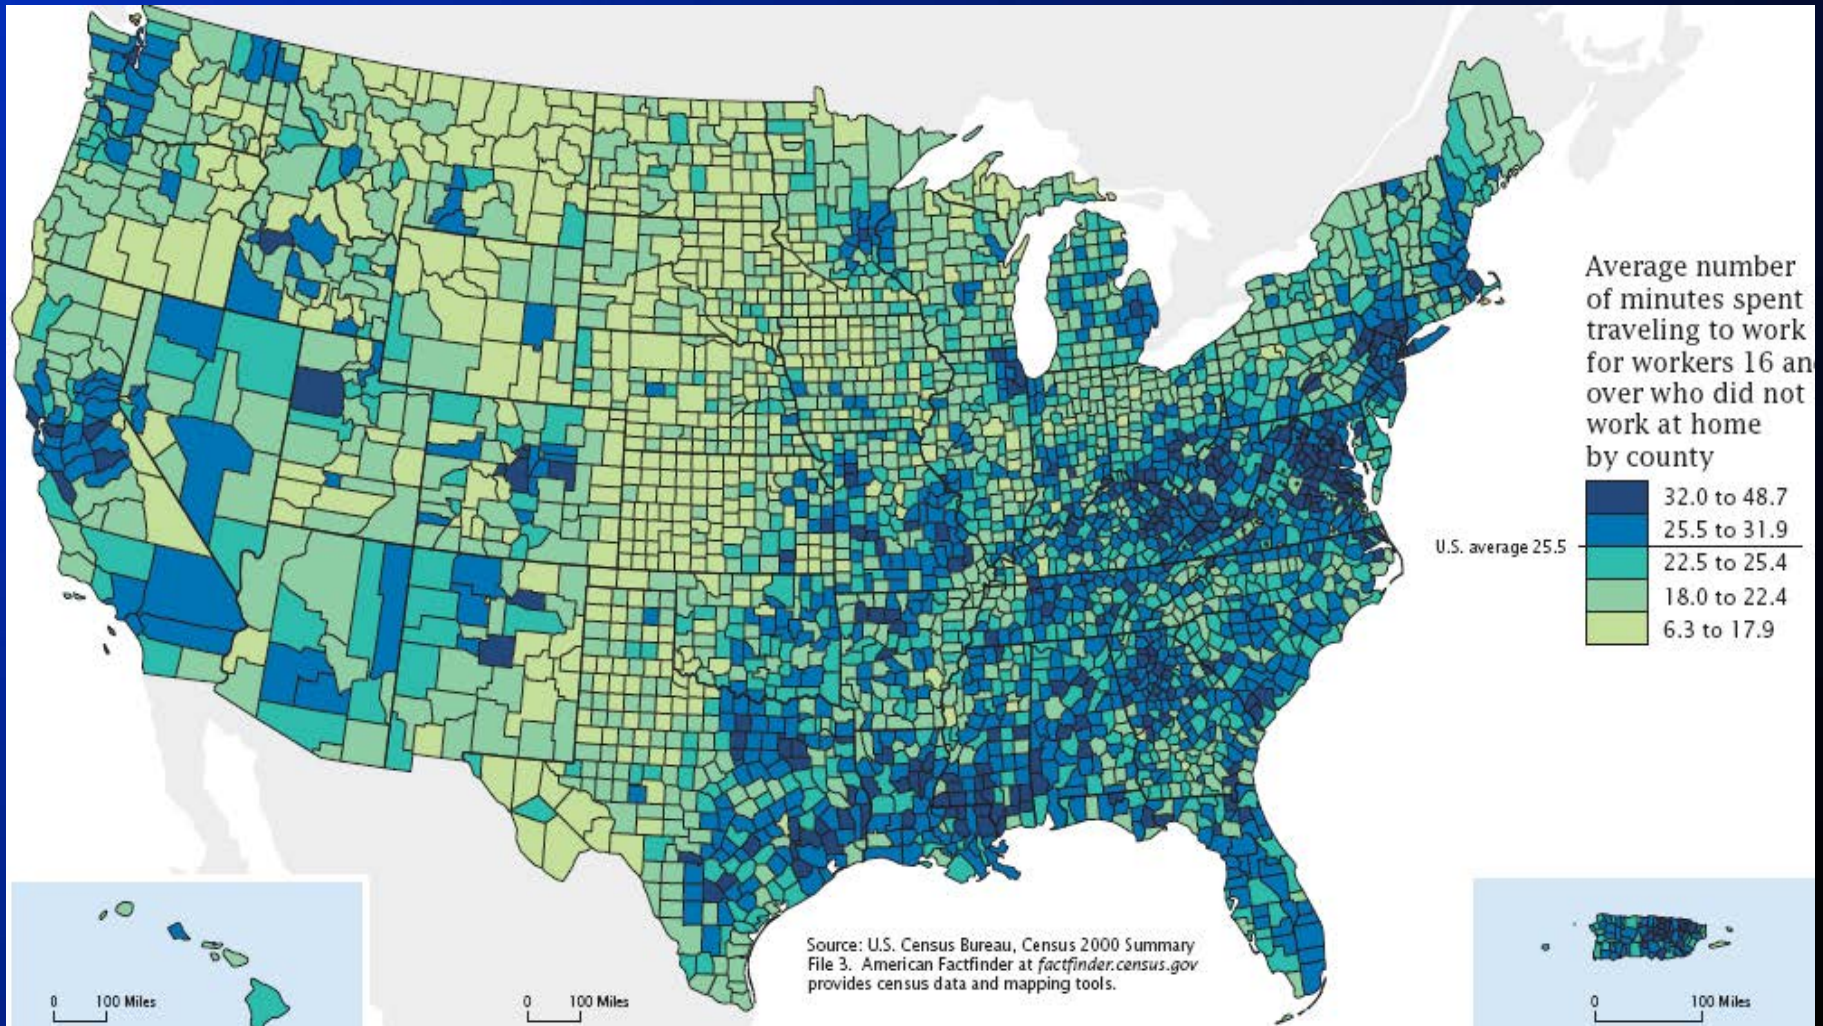 Average number
of minutes spent
traveling to work
for workers 16 an
over who did not
work at home
by county
32.0 to 48.7
25.5 to 31.9
U.S. average 25.5
22.5 to 25.4
18.0 to 22.4
6.3 to 17.9
Source: U.S. Census Bureau, Census 2000 Summary
File 3. American Factfinder at factfinder.census.gov
provides census data and mapping tools.
0 100 Miles
0 100 Miles
0 100 Miles